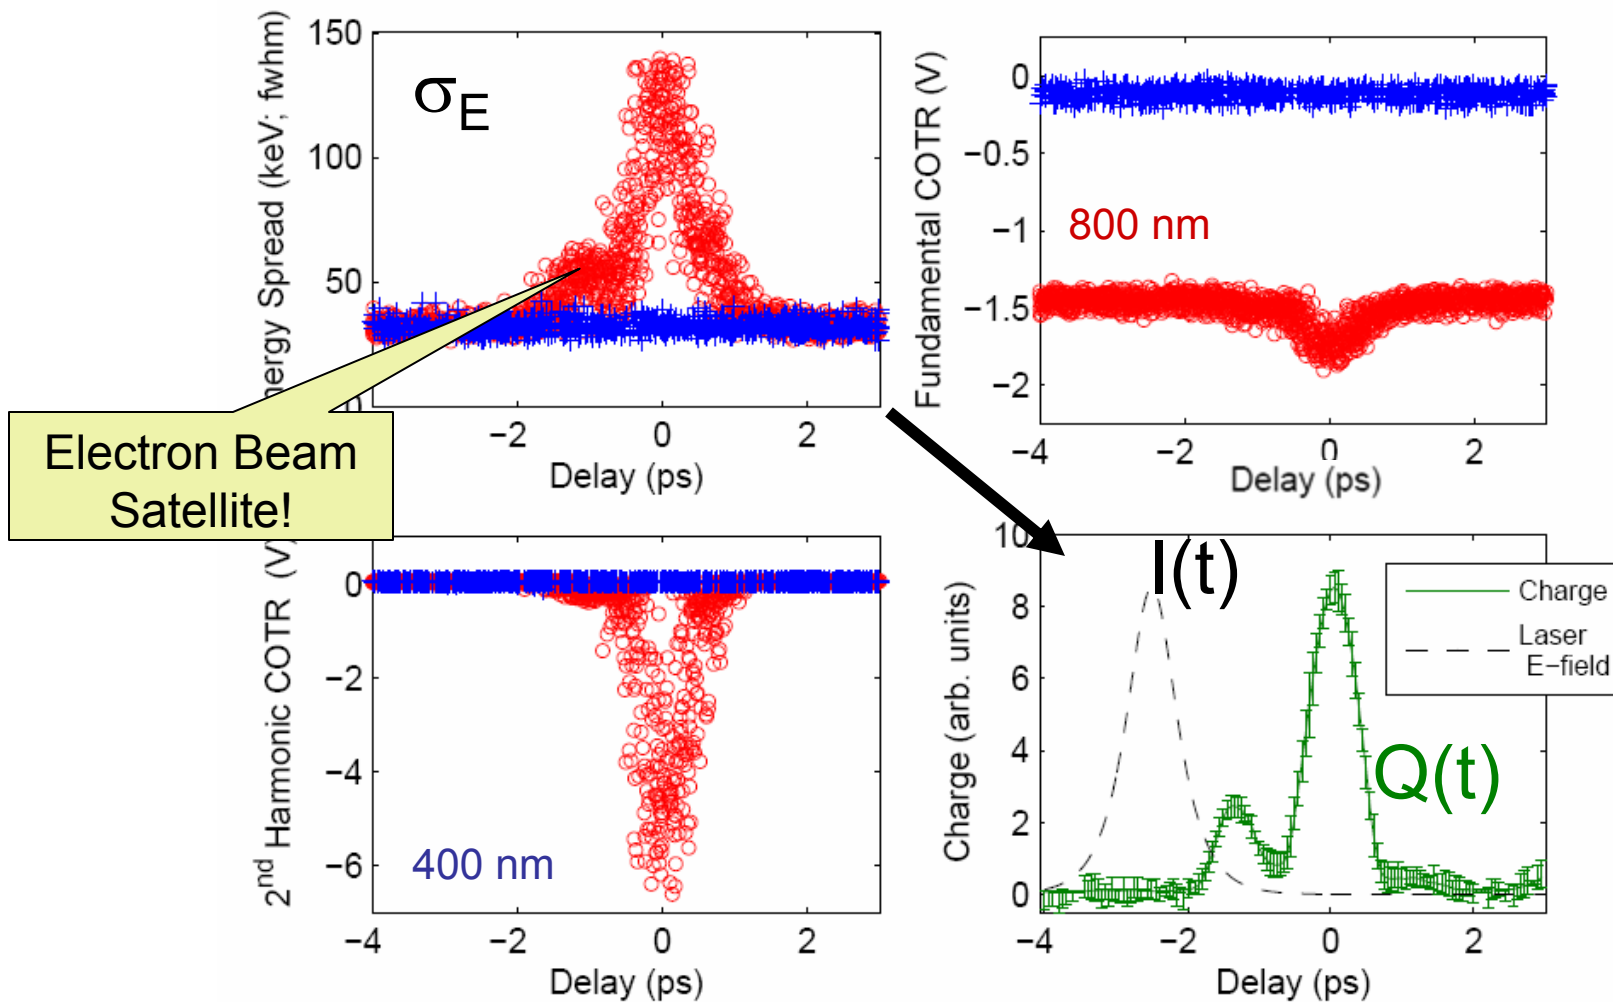 Energy Spread (keV; fwhm)
150
100
50
0
−2
0
2
Delay (ps)
σE
Electron Beam
Satellite!
Fundamental COTR (V)
0
−0.5
−1
−1.5
−2
−4
−2
0
2
Delay (ps)
800 nm
2nd Harmonic COTR (V)
0
−2
−4
−6
−4
−2
0
2
Delay (ps)
400 nm
Charge (arb. units)
10
8
6
4
2
0
−4
−2
0
2
Delay (ps)
I(t)
Charge
Laser
E−field
Q(t)